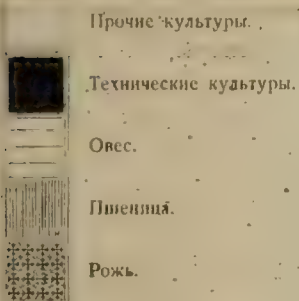 Прочие культуры.
Технические культуры.
Овес.
Пшеница.
Рожь.